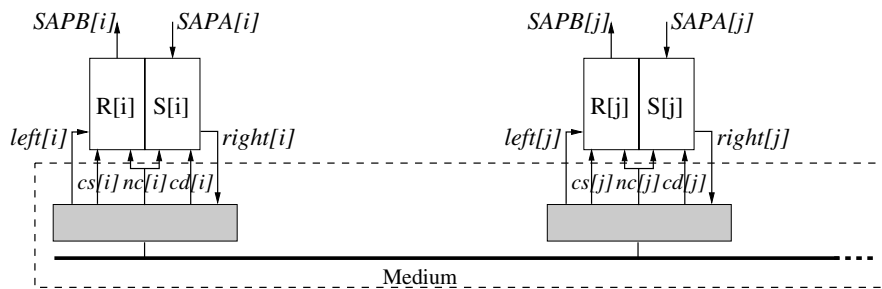 SAPB[i] SAPA[i] SAPB[j] SAPA[j]
R[i] S[i] R[j] S[j]
left[i] right[i] left[j] right[j]
cs[i] nc[i] cd[i] cs[j] nc[j] cd[j]
Medium